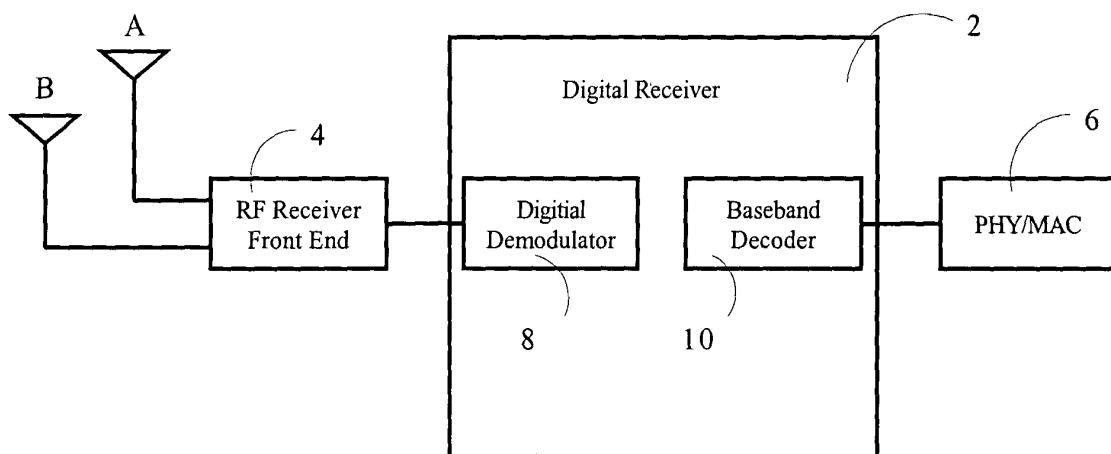 A
2
Digital Receiver
B
4
6
RF Receiver
Front End
Digitial
Demodulator
Baseband
Decoder
PHY/MAC
8
10